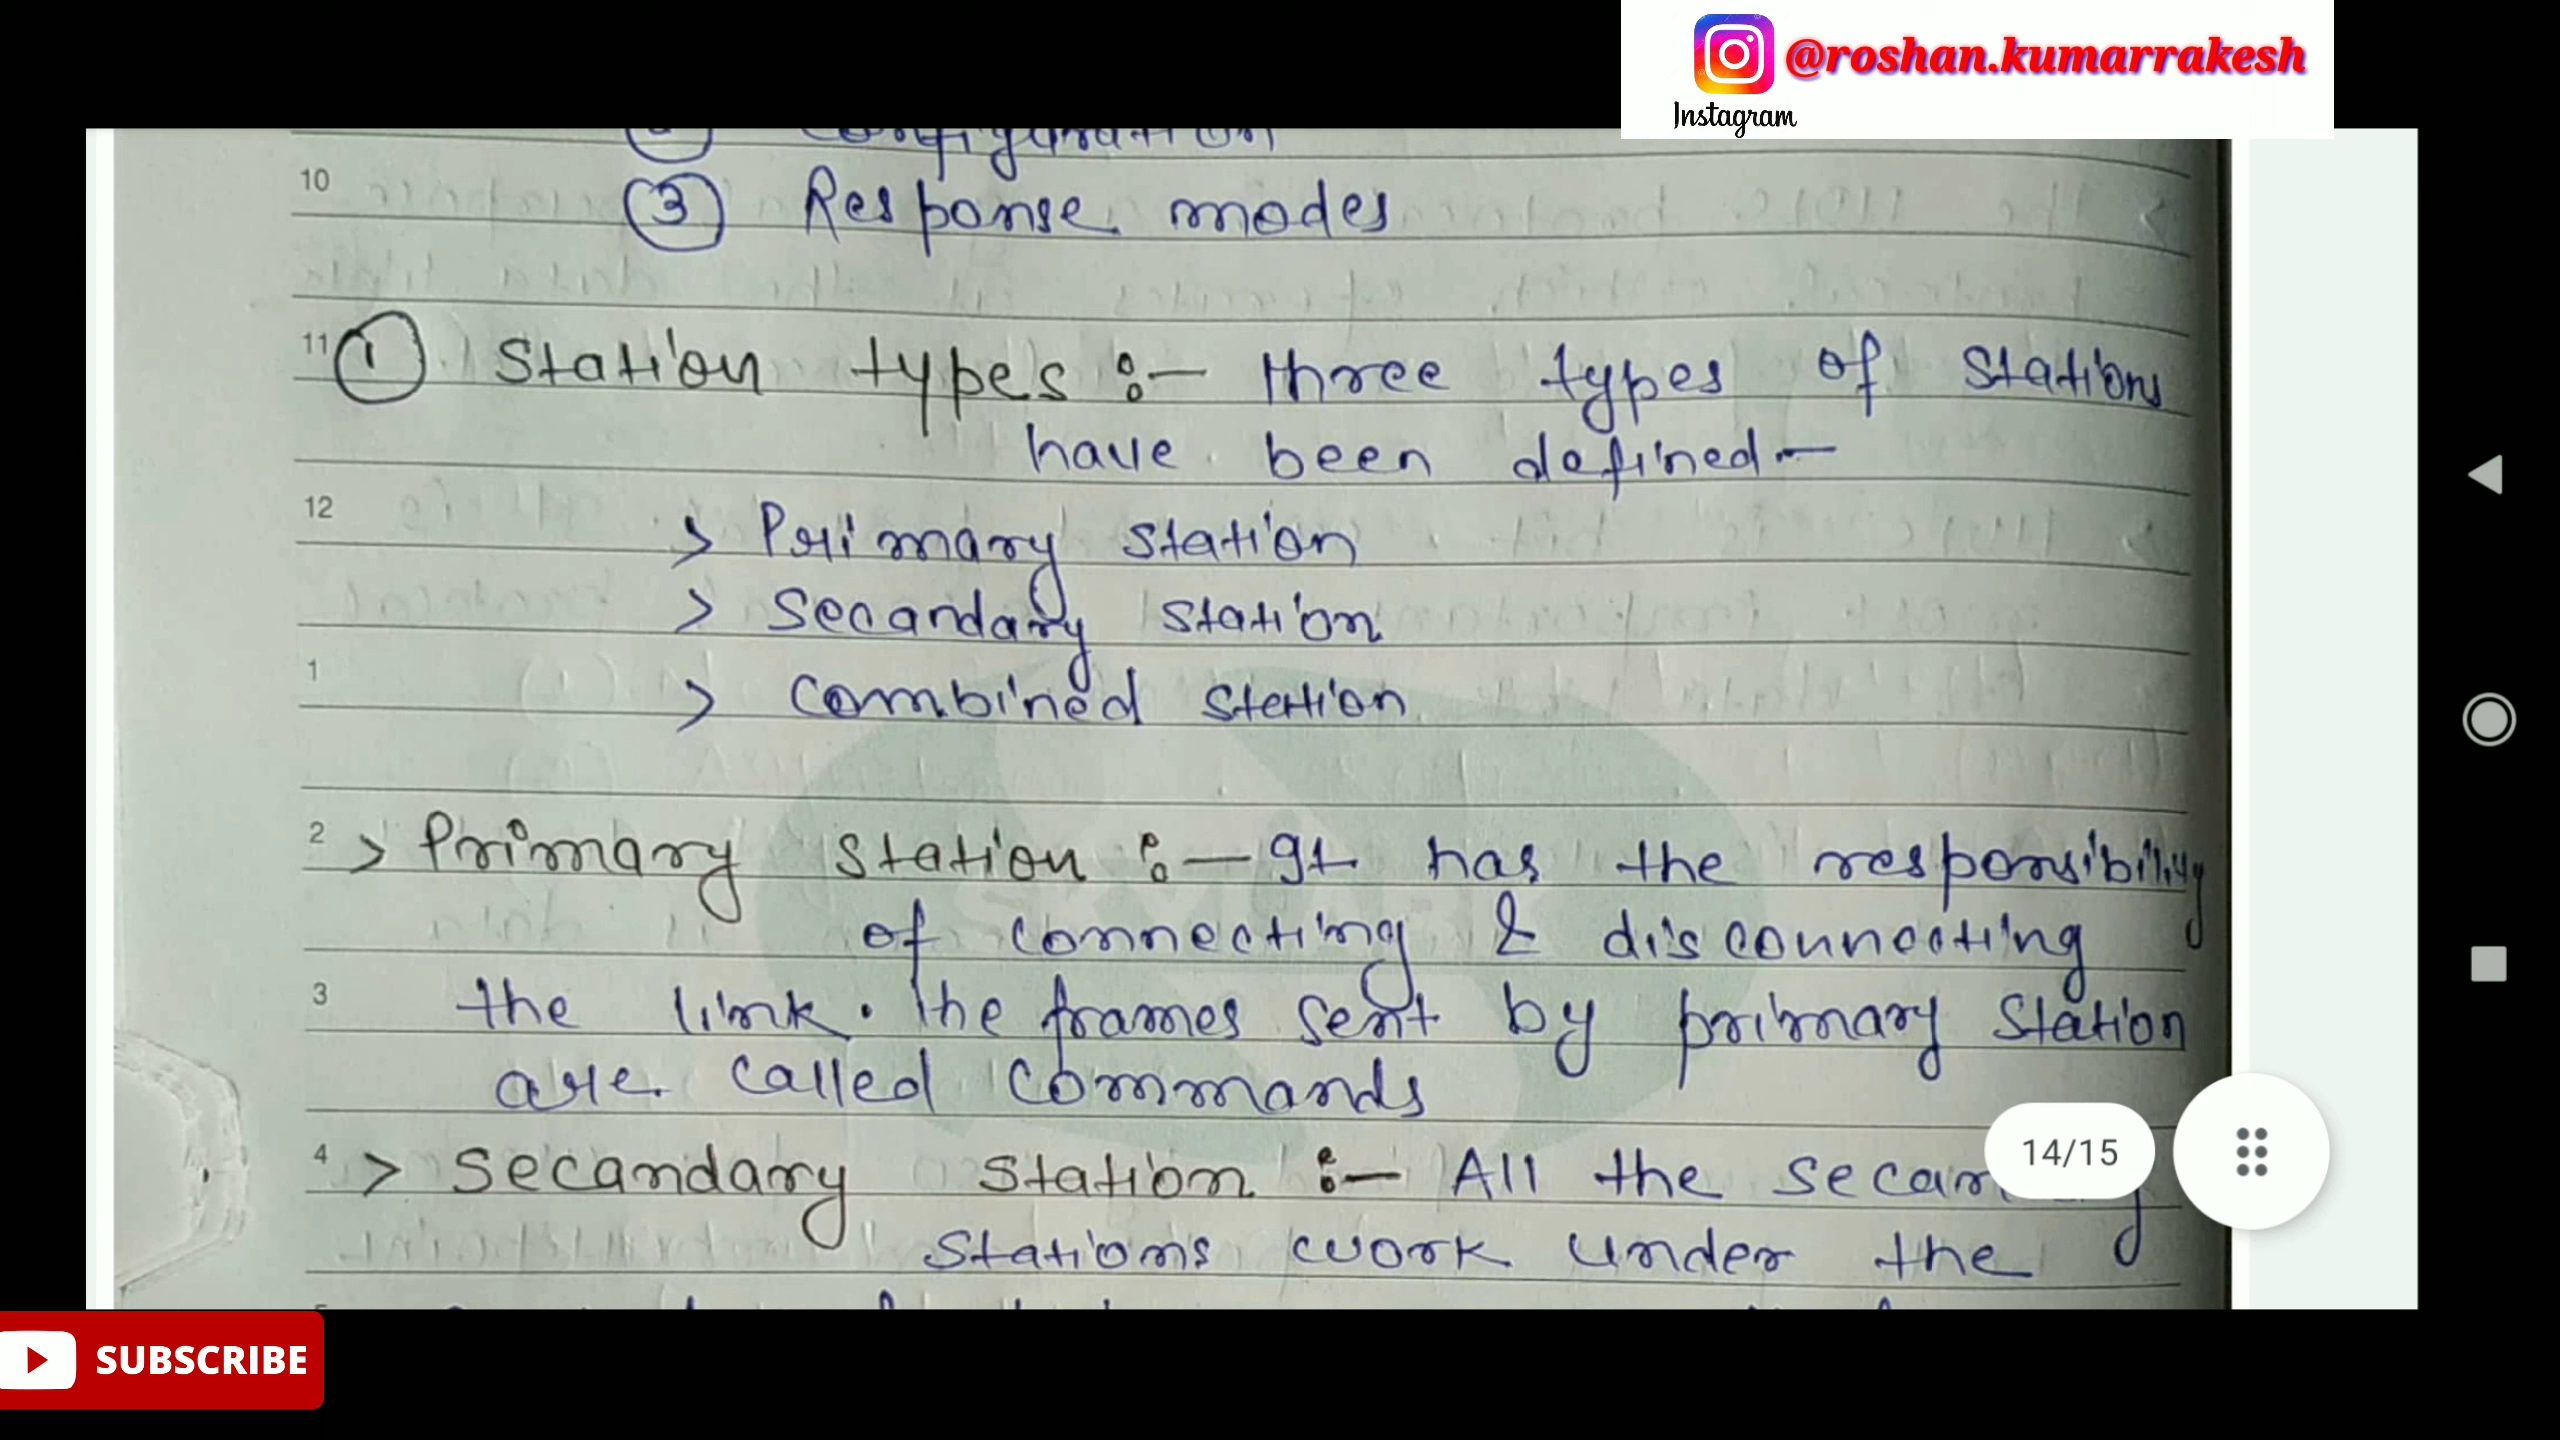 @roshan.kumarrakesh
Instagram
Configuration
10
③ Response modes
11 ① Station types :- three types of stations
have been defined -
12
> Primary station
> Secandary station
1
> Combined station
2 > Primary station :- It has the responsibility
of connecting & disconnecting
3 the link. The frames sent by primary station
are called commands
4 > Secandary station :- All the
14/15
stations work under the
SUBSCRIBE